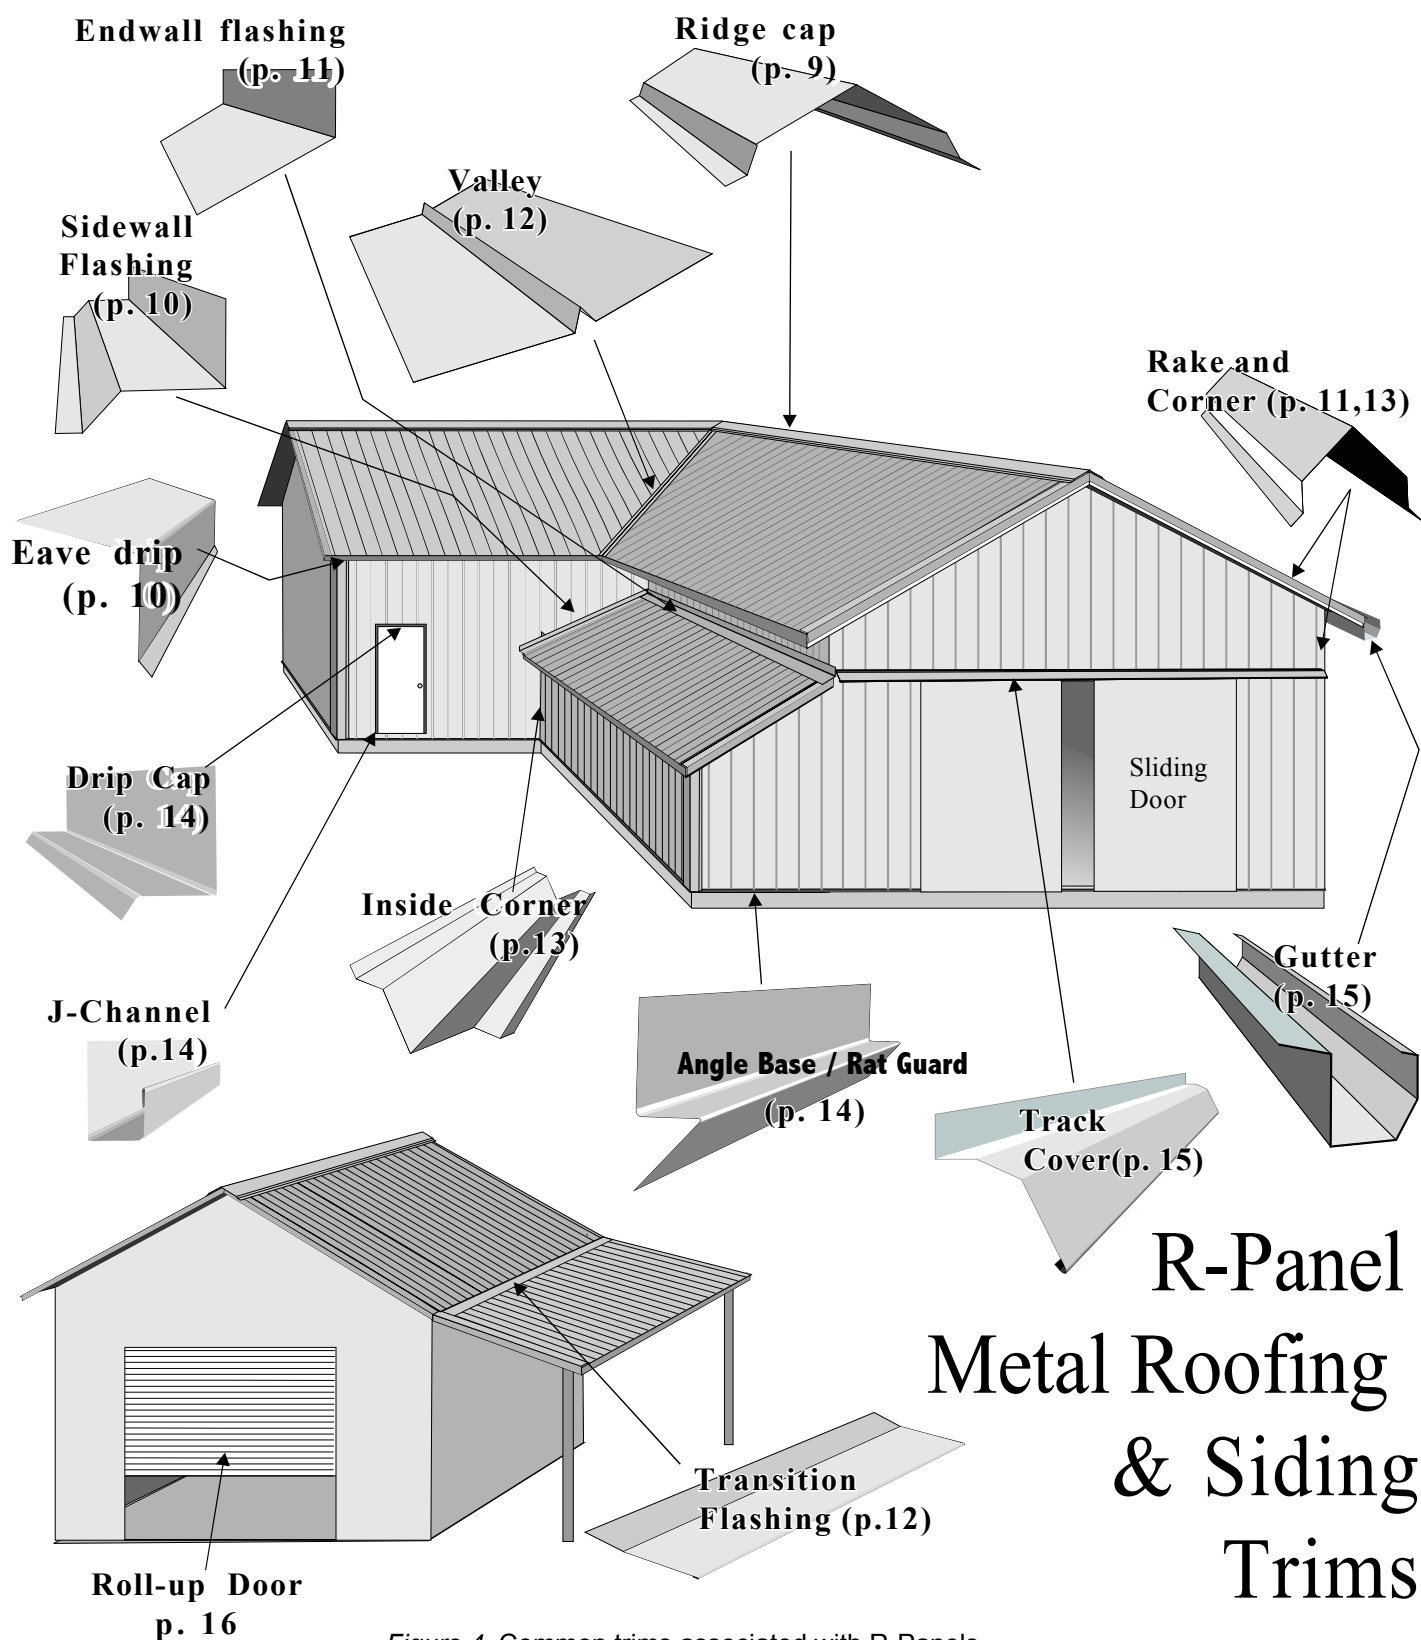 Endwall flashing
(p. 11)
Ridge cap
(p. 9)
Valley
(p. 12)
Sidewall
Flashing
(p. 10)
Rake and
Corner (p. 11,13)
Eave drip
(p. 10)
Sliding
Door
Drip Cap
(p. 14)
Inside Corner
(p.13)
Gutter
(p. 15)
J-Channel
(p.14)
Angle Base / Rat Guard
(p. 14)
Track
Cover(p. 15)
R-Panel
Metal Roofing
& Siding
Trims
Transition
Flashing (p.12)
Roll-up Door
p. 16